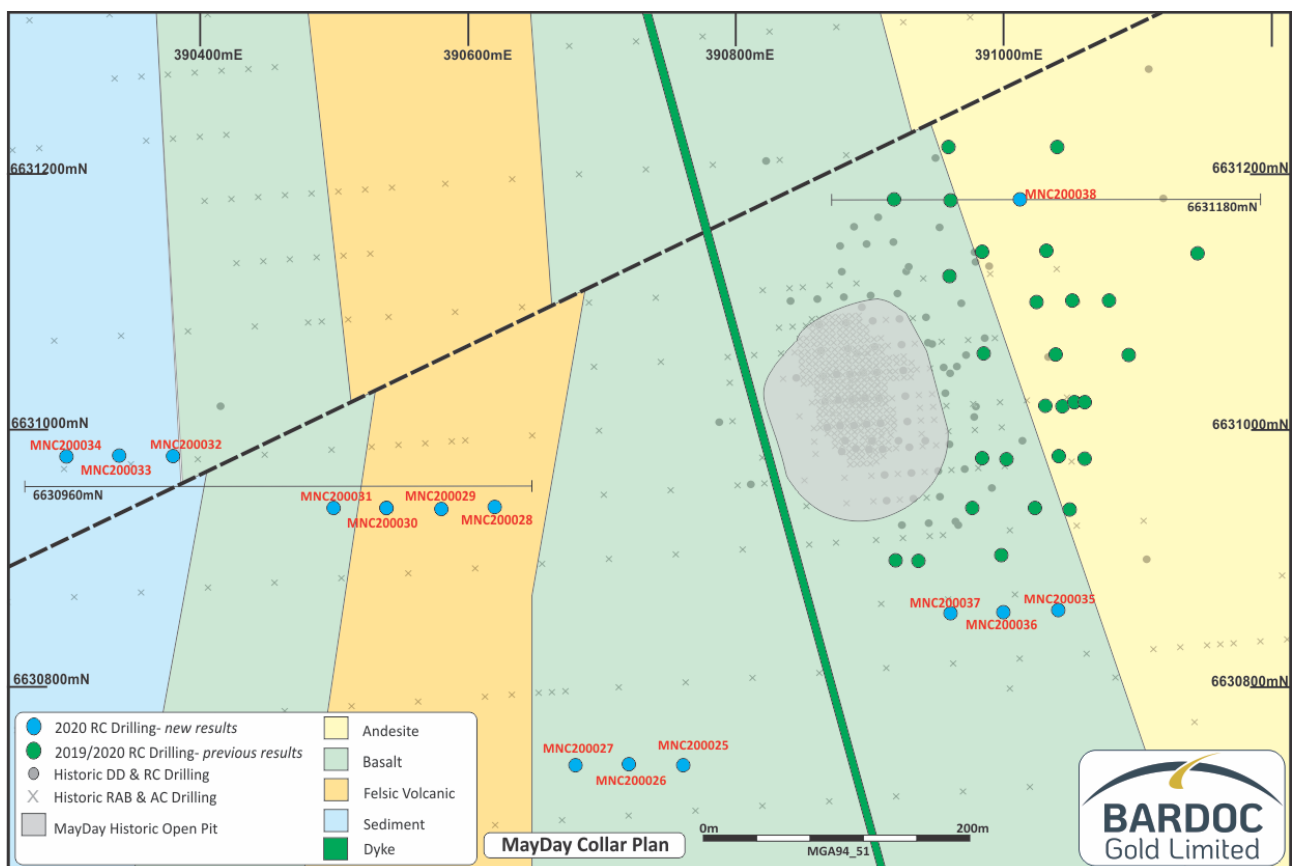 390400mE
390600mE
390800mE
391000mE
6631200mN
6631200mN
MNC200038
6631180mN
6631000mN
6631000mN
MNC200034
MNC200032
MNC200033
6630960mN
MNC200031
MNC200029
MNC200030
MNC200028
MNC200037
MNC200035
MNC200036
6630800mN
6630800mN
MNC200027
MNC200025
MNC200026
2020 RC Drilling- new results
2019/2020 RC Drilling- previous results
Historic DD & RC Drilling
Historic RAB & AC Drilling
MayDay Historic Open Pit
Andesite
Basalt
Felsic Volcanic
Sediment
Dyke
MayDay Collar Plan
0m
200m
MGA94_51
BARDOC
Gold Limited